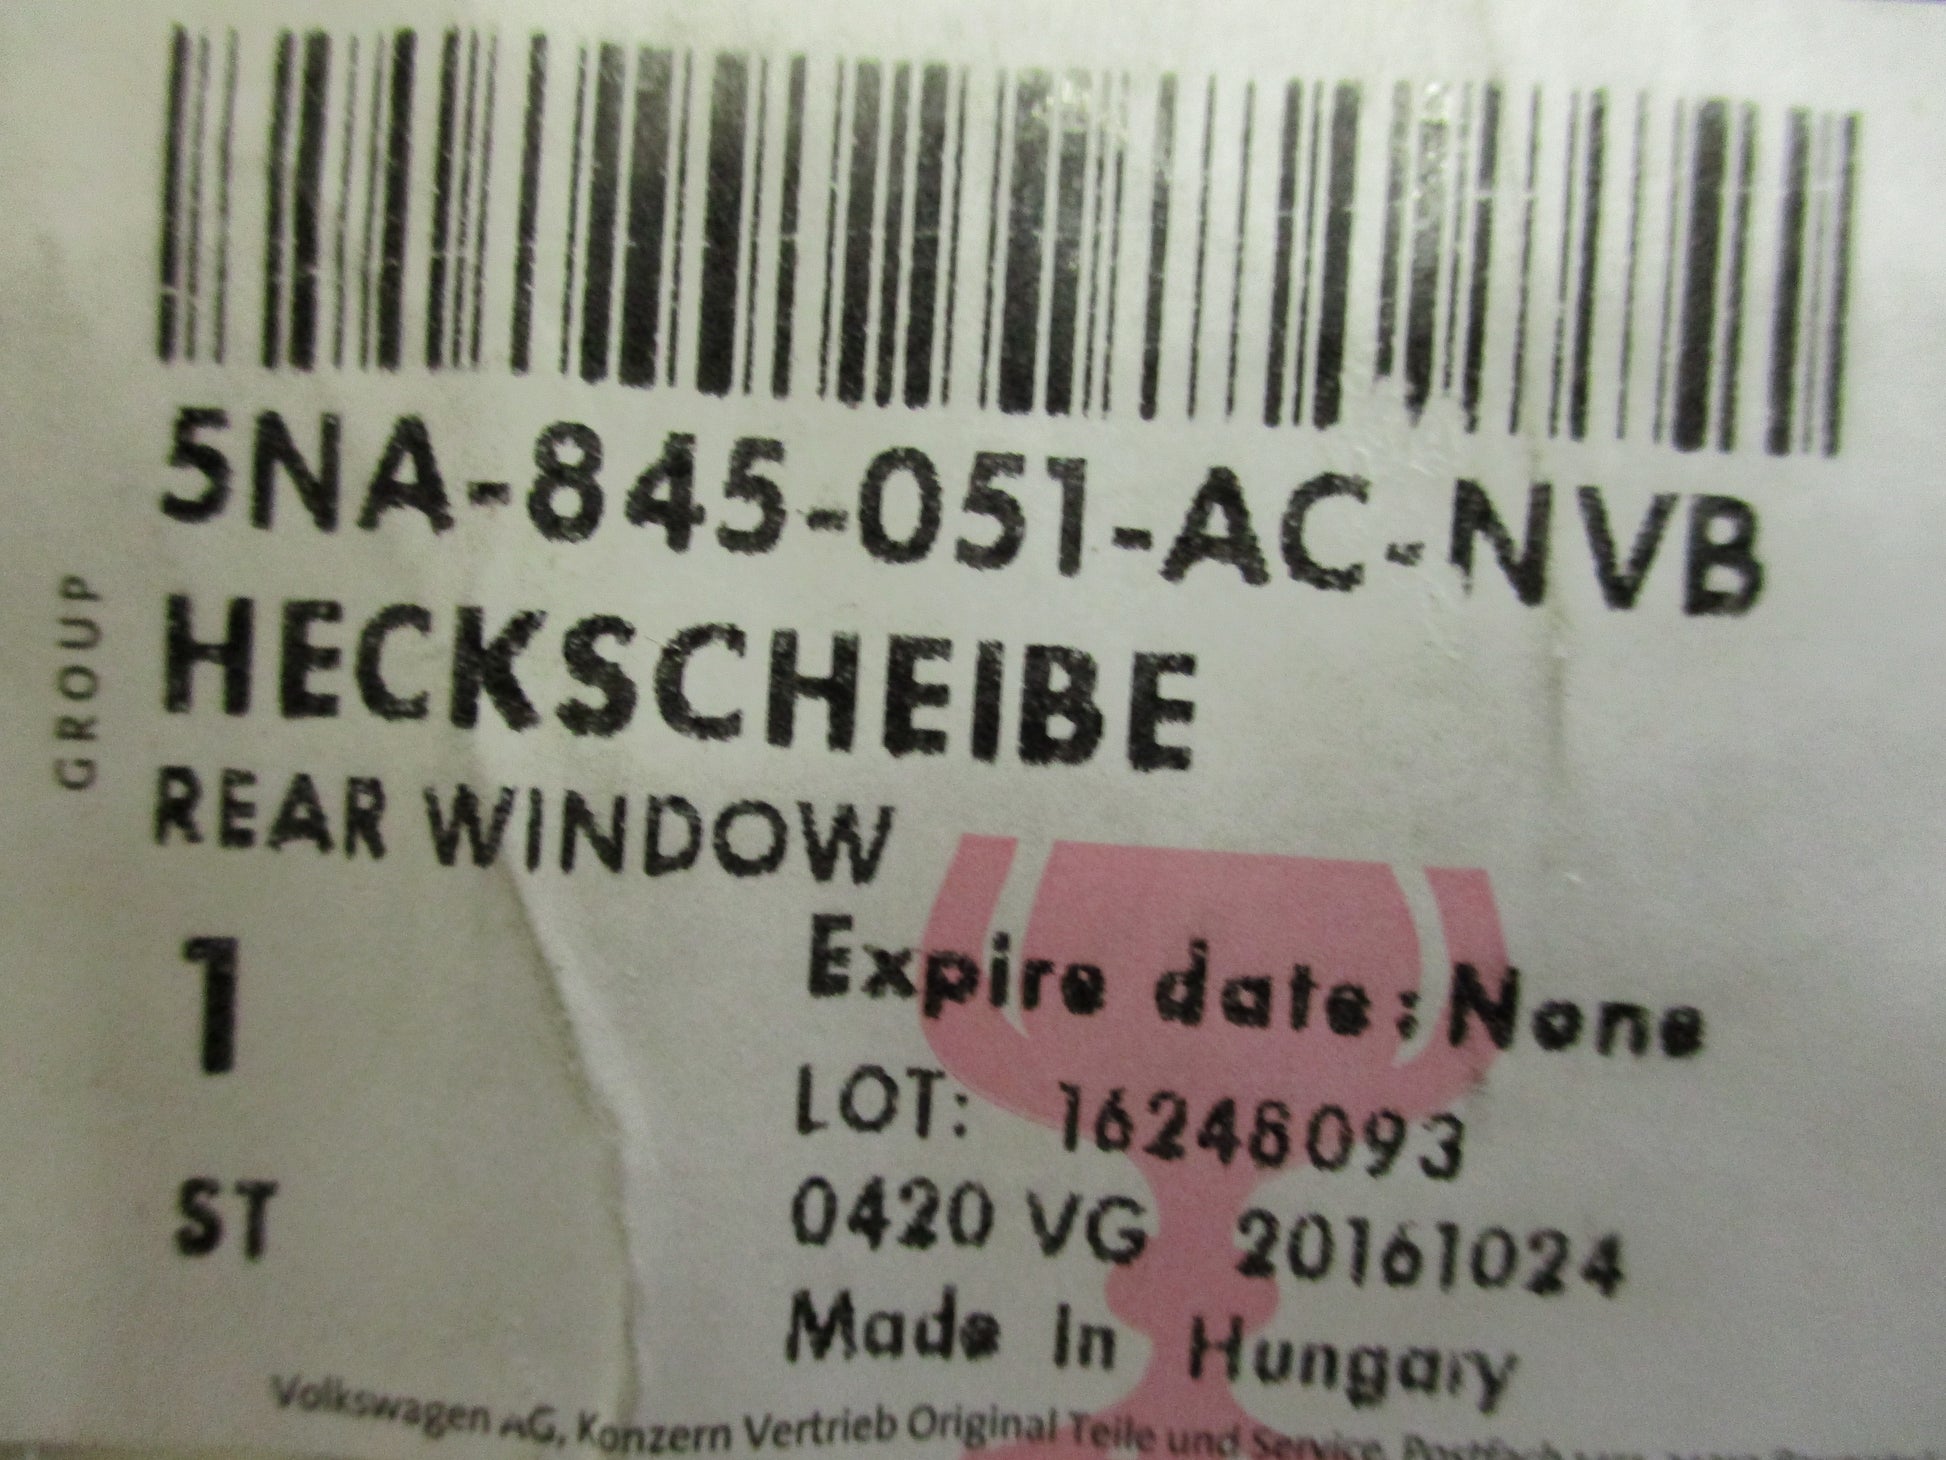 5NA-845-051-AC-NVB
HECKSCHEIBE
GROUP
REAR WINDOW
1
Expire date: None
LOT: 16248093
ST
0420 VG 20161024
Made In Hungary
Volkswagen AG, Konzern Vertrieb Original Teile und Service,